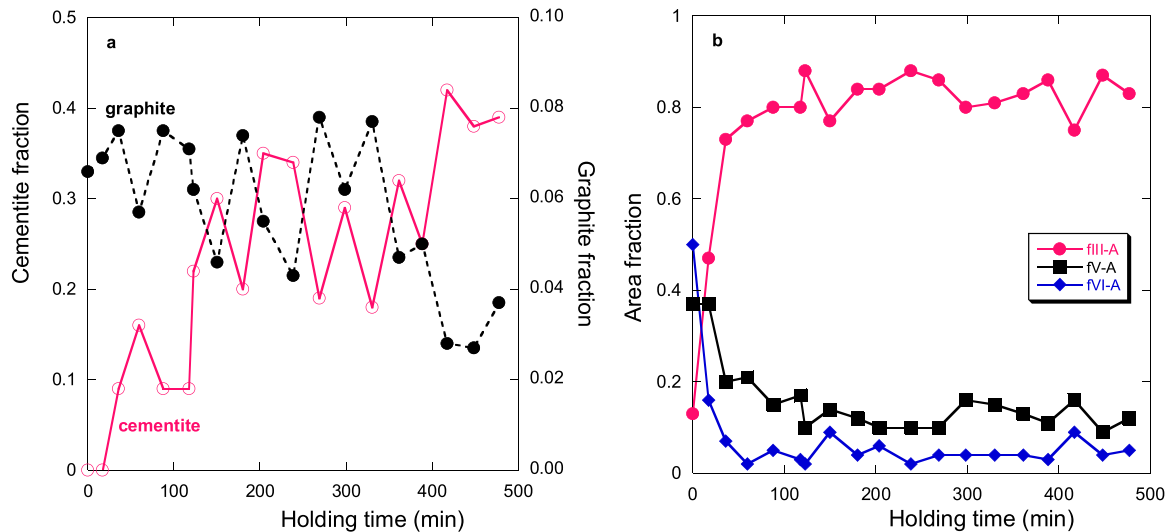 a
graphite
cementite
0.5
0.4
0.3
0.2
0.1
0
Cementite fraction
0.10
0.08
0.06
0.04
0.02
0.00
Graphite fraction
0 100 200 300 400 500
Holding time (min)
b
1
0.8
0.6
0.4
0.2
0
Area fraction
fIII-A
fV-A
fVI-A
0 100 200 300 400 500
Holding time (min)